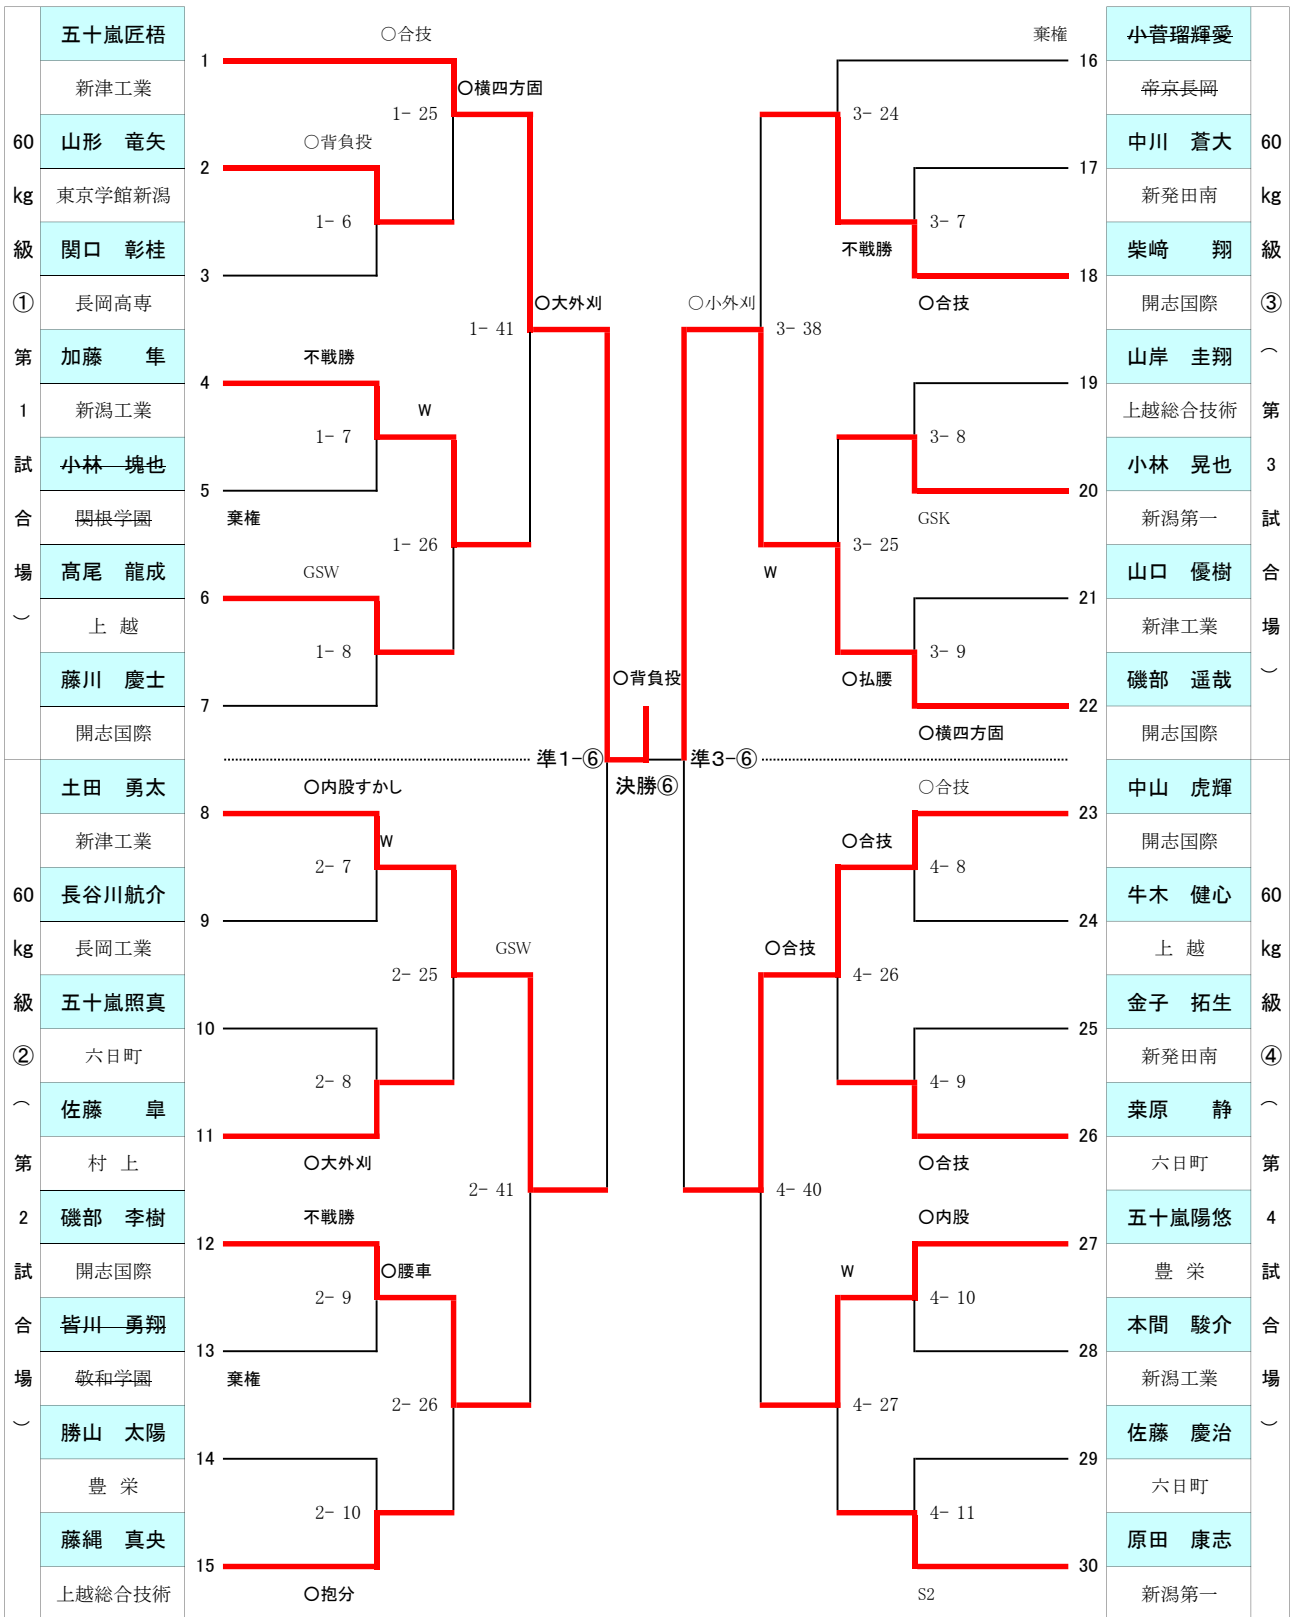 60
kg
級
①
第
1
試
合
場
︶
五十嵐匠梧
1
新津工業
山形　竜矢
2
東京学館新潟
関口　彰桂
3
長岡高専
加藤　隼
4
新潟工業
小林　塊也
5
関根学園
髙尾　龍成
6
上 越
藤川　慶士
7
開志国際
○合技
○横四方固
1- 25
○背負投
1- 6
○大外刈
1- 41
不戦勝
W
1- 7
棄権
1- 26
GSW
1- 8
60
kg
級
②
︵
第
2
試
合
場
︶
土田　勇太
8
新津工業
長谷川航介
9
長岡工業
五十嵐照真
10
六日町
佐藤　皐
11
村 上
磯部　李樹
12
開志国際
皆川　勇翔
13
敬和学園
勝山　太陽
14
豊 栄
藤縄　真央
15
上越総合技術
○内股すかし
W
2- 7
GSW
2- 25
2- 8
○大外刈
2- 41
不戦勝
○腰車
2- 9
棄権
2- 26
2- 10
○抱分
○背負投
準1-⑥
準3-⑥
決勝⑥
小菅瑠輝愛
16
帝京長岡
中川　蒼大
17
新発田南
柴﨑　翔
18
開志国際
山岸　圭翔
19
上越総合技術
小林　晃也
20
新潟第一
山口　優樹
21
新津工業
磯部　遥哉
22
開志国際
60
kg
級
③
︵
第
3
試
合
場
︶
棄権
3- 24
3- 7
不戦勝
○合技
○小外刈
3- 38
3- 8
GSK
3- 25
W
3- 9
○払腰
○横四方固
中山　虎輝
23
開志国際
牛木　健心
24
上 越
金子　拓生
25
新発田南
桒原　静
26
六日町
五十嵐陽悠
27
豊 栄
本間　駿介
28
新潟工業
佐藤　慶治
29
六日町
原田　康志
30
新潟第一
60
kg
級
④
︵
第
4
試
合
場
︶
○合技
○合技
4- 8
○合技
4- 26
4- 9
○合技
4- 40
○内股
W
4- 10
4- 27
4- 11
S2